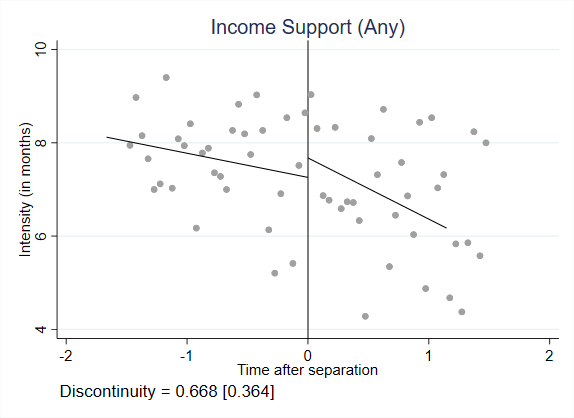 Income Support (Any)
Intensity (in months)
10
8
6
4
-2 -1 0 1 2
Time after separation
Discontinuity = 0.668 [0.364]